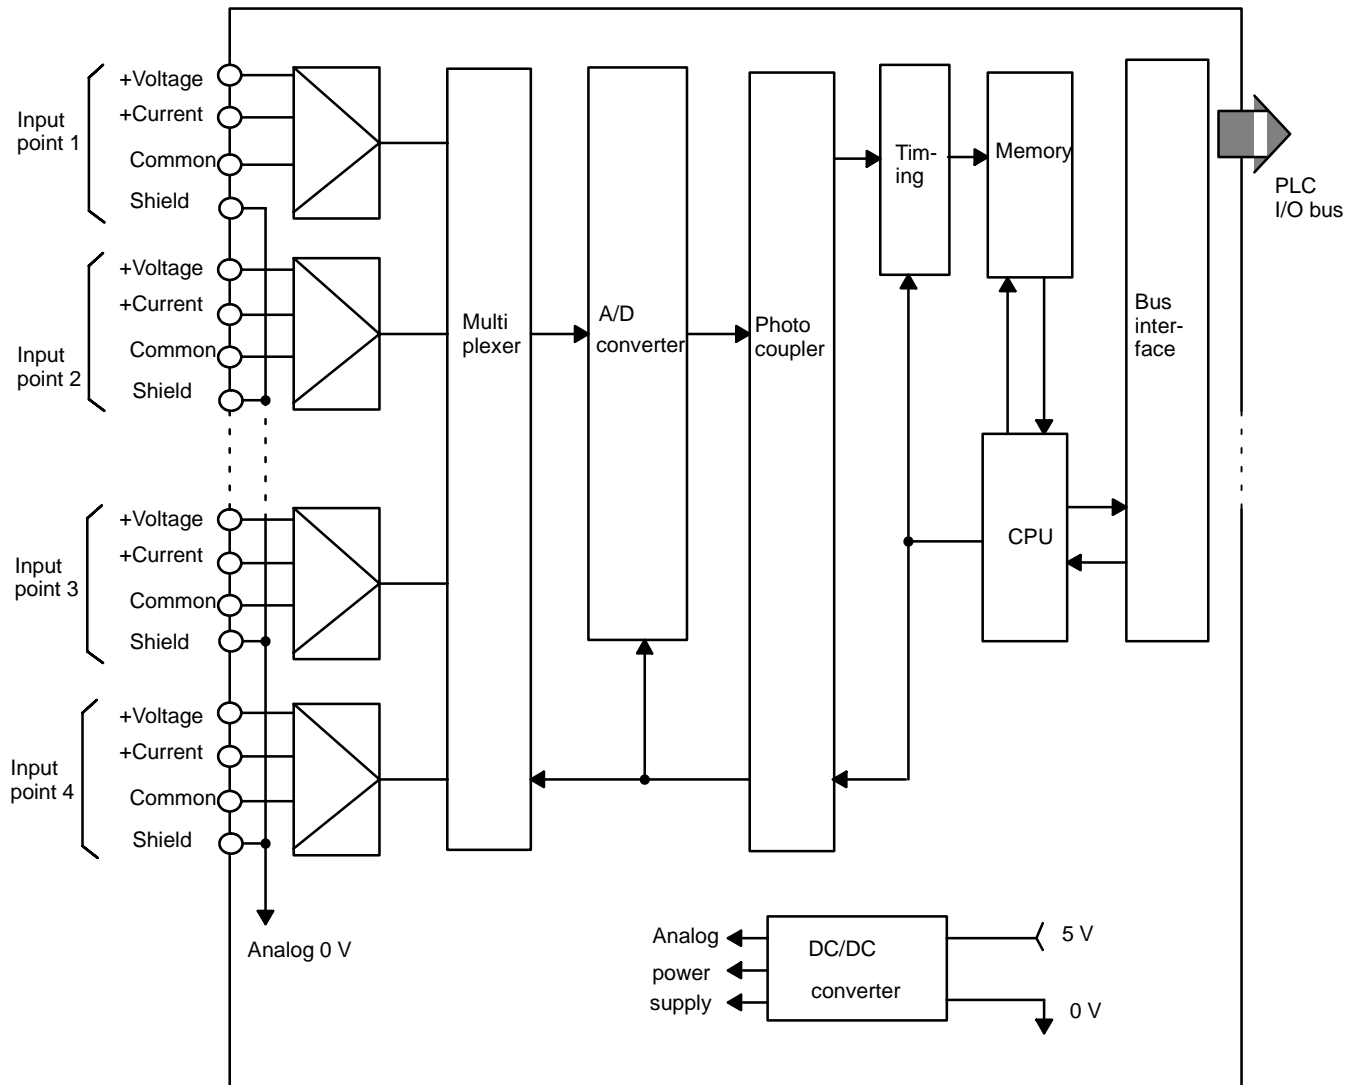 Input
point 1
+Voltage
+Current
Common
Shield
Input
point 2
+Voltage
+Current
Common
Shield
Input
point 3
+Voltage
+Current
Common
Shield
Input
point 4
+Voltage
+Current
Common
Shield
Analog 0 V
Multi
plexer
A/D
converter
Photo
coupler
Tim-
ing
Memory
CPU
Bus
inter-
face
PLC
I/O bus
Analog
power
supply
DC/DC
converter
5 V
0 V